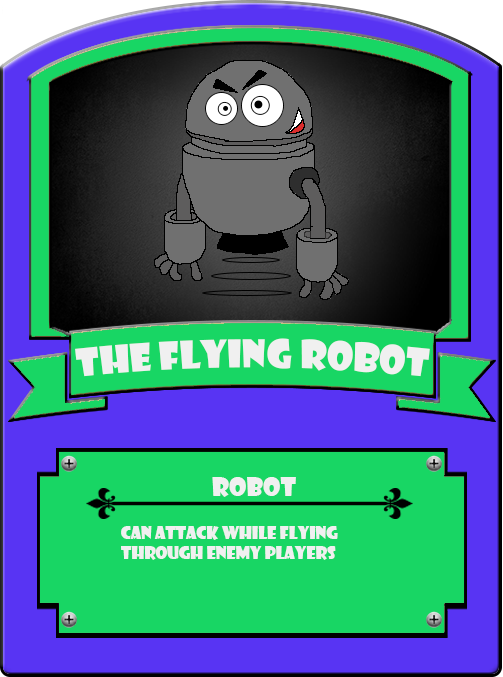 THE FLYING ROBOT
ROBOT
CAN ATTACK WHILE FLYING
THROUGH ENEMY PLAYERS